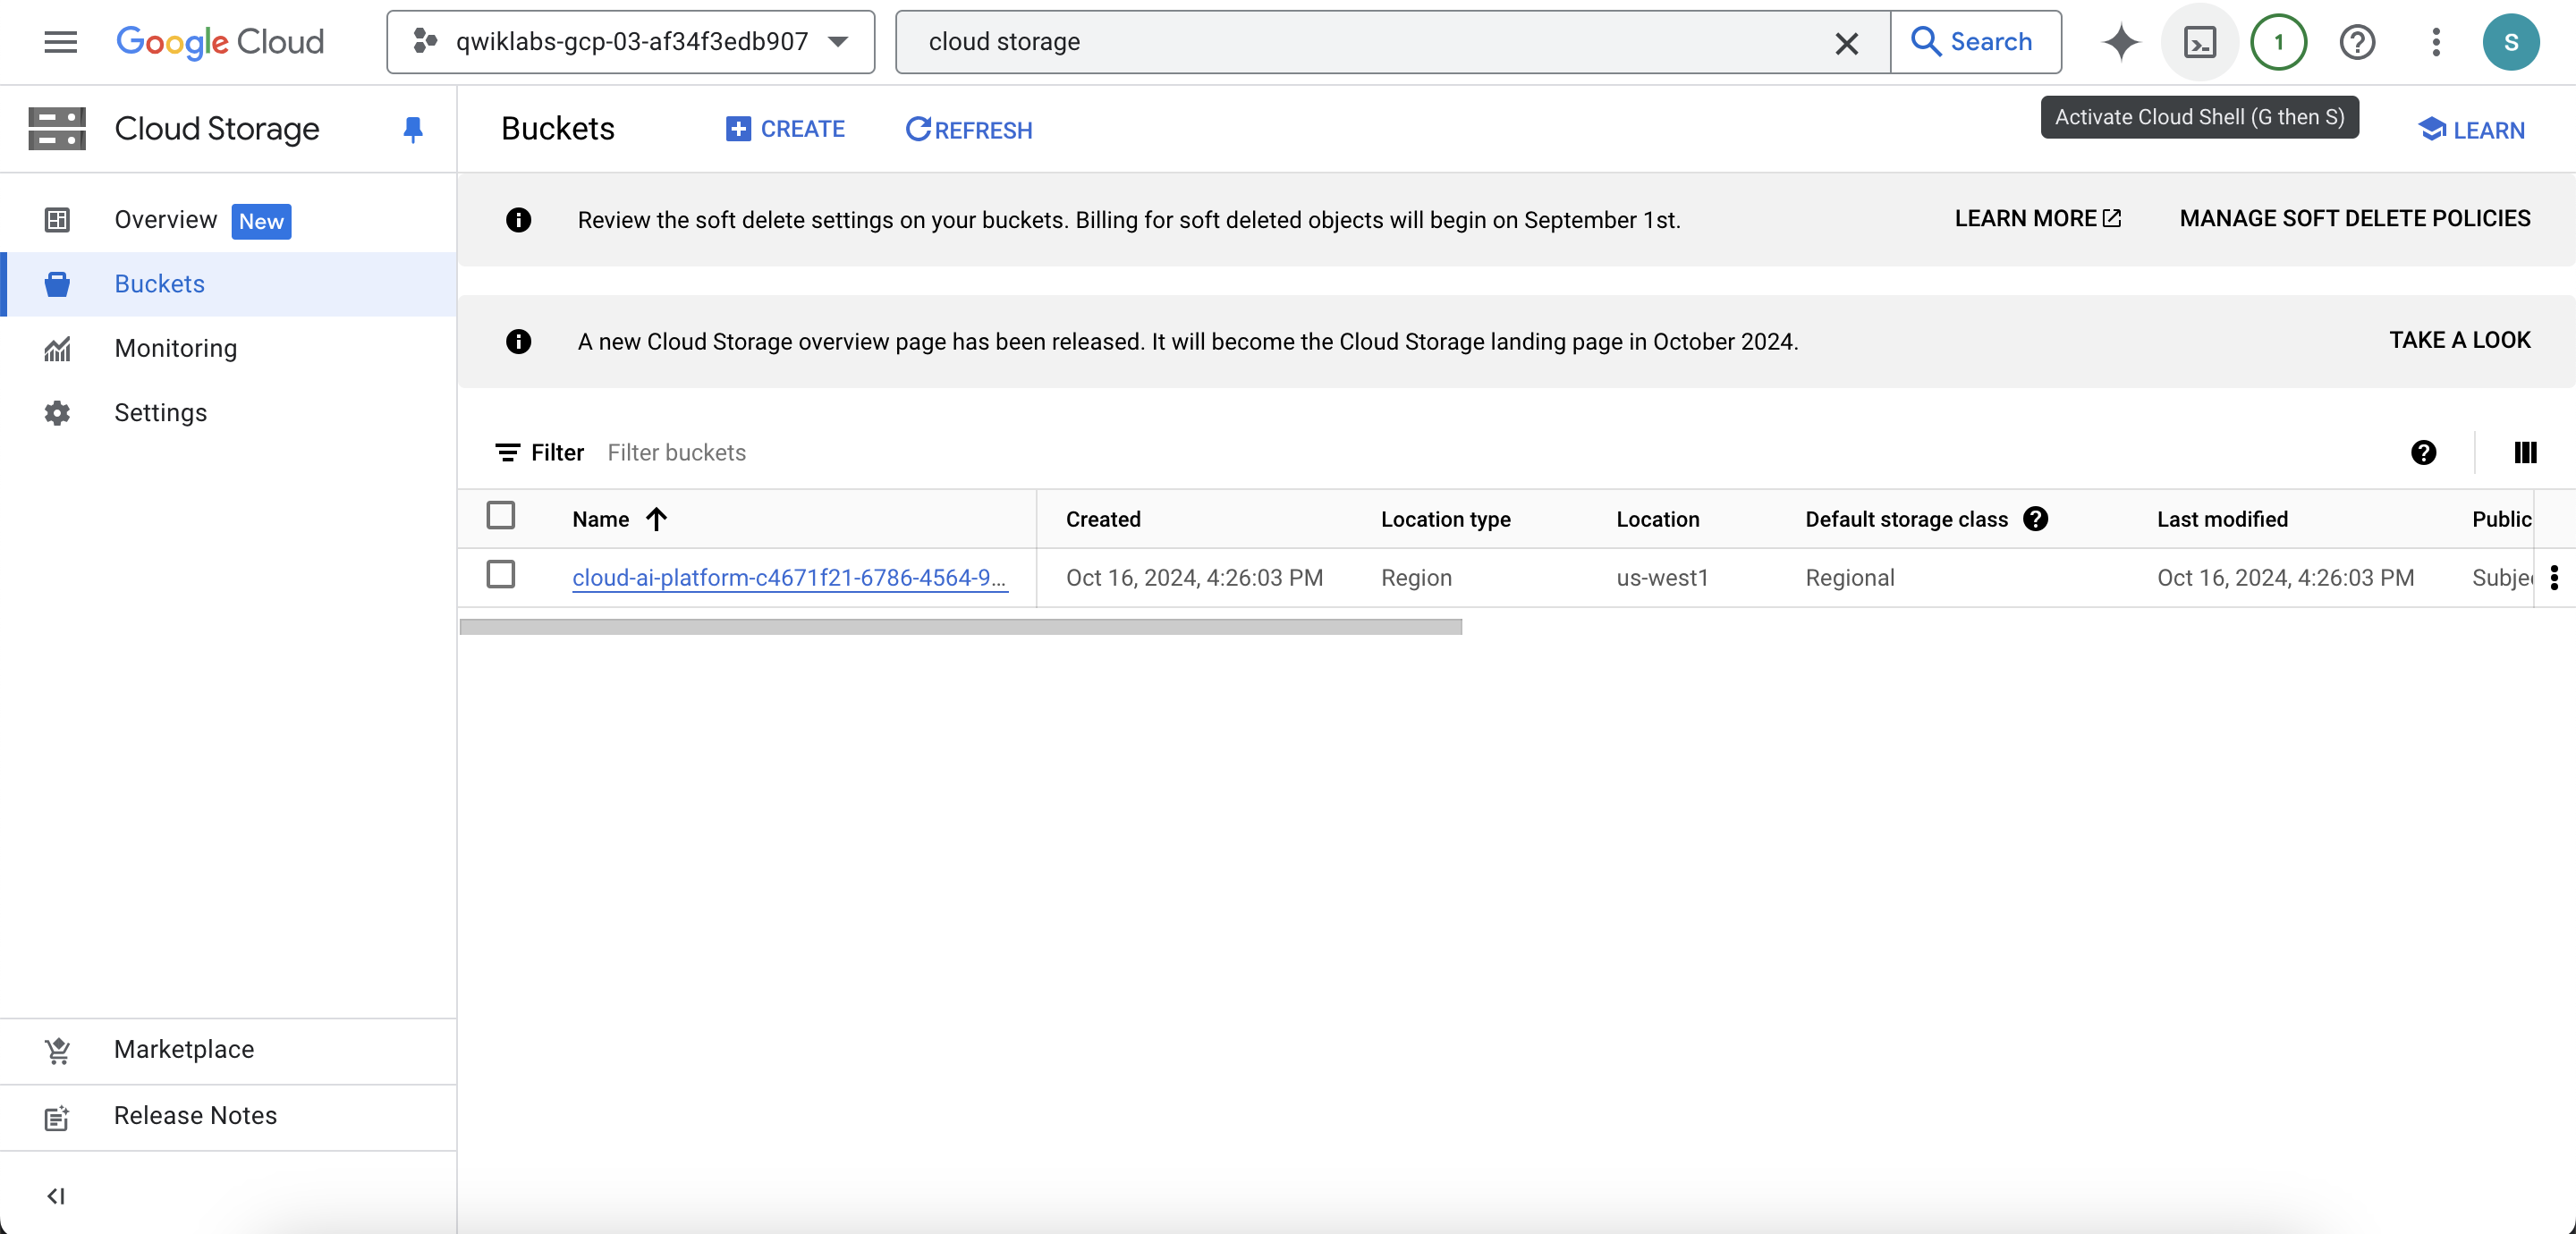 Google Cloud
qwiklabs-gcp-03-af34f3edb907
cloud storage
Search
1
S
Activate Cloud Shell (G then S)
Cloud Storage
Buckets
CREATE
REFRESH
LEARN
Overview New
Buckets
Monitoring
Settings
Review the soft delete settings on your buckets. Billing for soft deleted objects will begin on September 1st.
LEARN MORE
MANAGE SOFT DELETE POLICIES
A new Cloud Storage overview page has been released. It will become the Cloud Storage landing page in October 2024.
TAKE A LOOK
Filter Filter buckets
Name Created Location type Location Default storage class Last modified Public
cloud-ai-platform-c4671f21-6786-4564-9... Oct 16, 2024, 4:26:03 PM Region us-west1 Regional Oct 16, 2024, 4:26:03 PM Subje
Marketplace
Release Notes